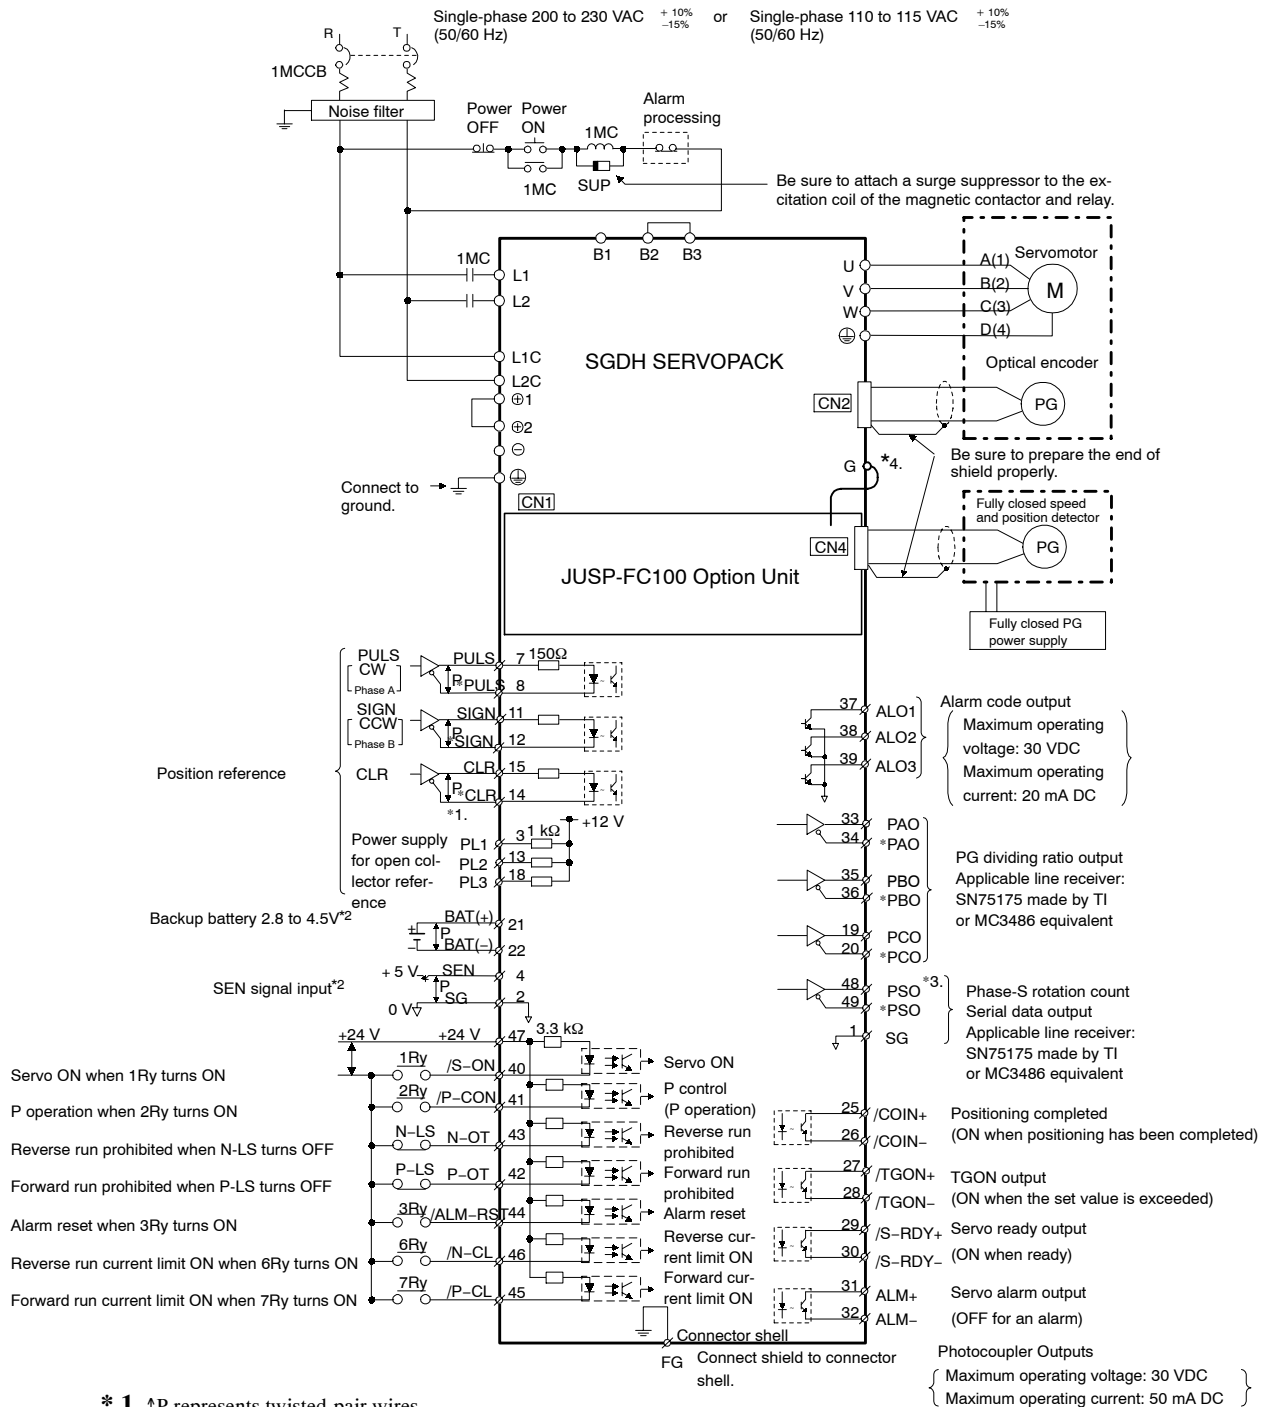 Single-phase 200 to 230 VAC +10% −15% or Single-phase 110 to 115 VAC +10% −15%
(50/60 Hz) (50/60 Hz)
R T
1MCCB
Noise filter
Power OFF
Power ON
1MC
1MC
SUP
Alarm processing
Be sure to attach a surge suppressor to the ex-
citation coil of the magnetic contactor and relay.
B1 B2 B3
1MC
L1
L2
L1C
L2C
⊕1
⊕2
⊖
Connect to
ground.
SGDH SERVOPACK
U
V
W
A(1)
B(2)
C(3)
D(4)
Servomotor
M
Optical encoder
CN2
PG
G *4.
Be sure to prepare the end of
shield properly.
CN1
JUSP-FC100 Option Unit
CN4
Fully closed speed
and position detector
PG
Fully closed PG
power supply
Position reference
PULS
CW
Phase A
PULS 7 150Ω
P
*PULS 8
SIGN
CCW
Phase B
SIGN 11
P
*SIGN 12
CLR
CLR 15
P
*CLR 14
*1.
+12 V
Power supply
for open col-
lector refer-
ence
PL1 3 1 kΩ
PL2 13
PL3 18
Backup battery 2.8 to 4.5V*2
+
−
BAT(+) 21
P
BAT(−) 22
SEN signal input*2
+ 5 V SEN 4
P
0 V SG 2
+24 V +24 V 47 3.3 kΩ
Servo ON when 1Ry turns ON
1Ry /S-ON 40
Servo ON
P operation when 2Ry turns ON
2Ry /P−CON 41
P control
(P operation)
Reverse run prohibited when N-LS turns OFF
N−LS N−OT 43
Reverse run
prohibited
Forward run prohibited when P-LS turns OFF
P−LS P−OT 42
Forward run
prohibited
Alarm reset when 3Ry turns ON
3Ry /ALM−RST 44
Alarm reset
Reverse run current limit ON when 6Ry turns ON
6Ry /N-CL 46
Reverse cur-
rent limit ON
Forward run current limit ON when 7Ry turns ON
7Ry /P−CL 45
Forward cur-
rent limit ON
37 ALO1
38 ALO2
39 ALO3
Alarm code output
Maximum operating
voltage: 30 VDC
Maximum operating
current: 20 mA DC
33 PAO
34 *PAO
35 PBO
36 *PBO
19 PCO
20 *PCO
PG dividing ratio output
Applicable line receiver:
SN75175 made by TI
or MC3486 equivalent
48 PSO *3.
49 *PSO
1 SG
Phase-S rotation count
Serial data output
Applicable line receiver:
SN75175 made by TI
or MC3486 equivalent
25 /COIN+
26 /COIN−
Positioning completed
(ON when positioning has been completed)
27 /TGON+
28 /TGON−
TGON output
(ON when the set value is exceeded)
29 /S−RDY+
30 /S−RDY−
Servo ready output
(ON when ready)
31 ALM+
32 ALM−
Servo alarm output
(OFF for an alarm)
Connector shell
FG Connect shield to connector
shell.
Photocoupler Outputs
Maximum operating voltage: 30 VDC
Maximum operating current: 50 mA DC
* 1 P represents twisted-pair wires